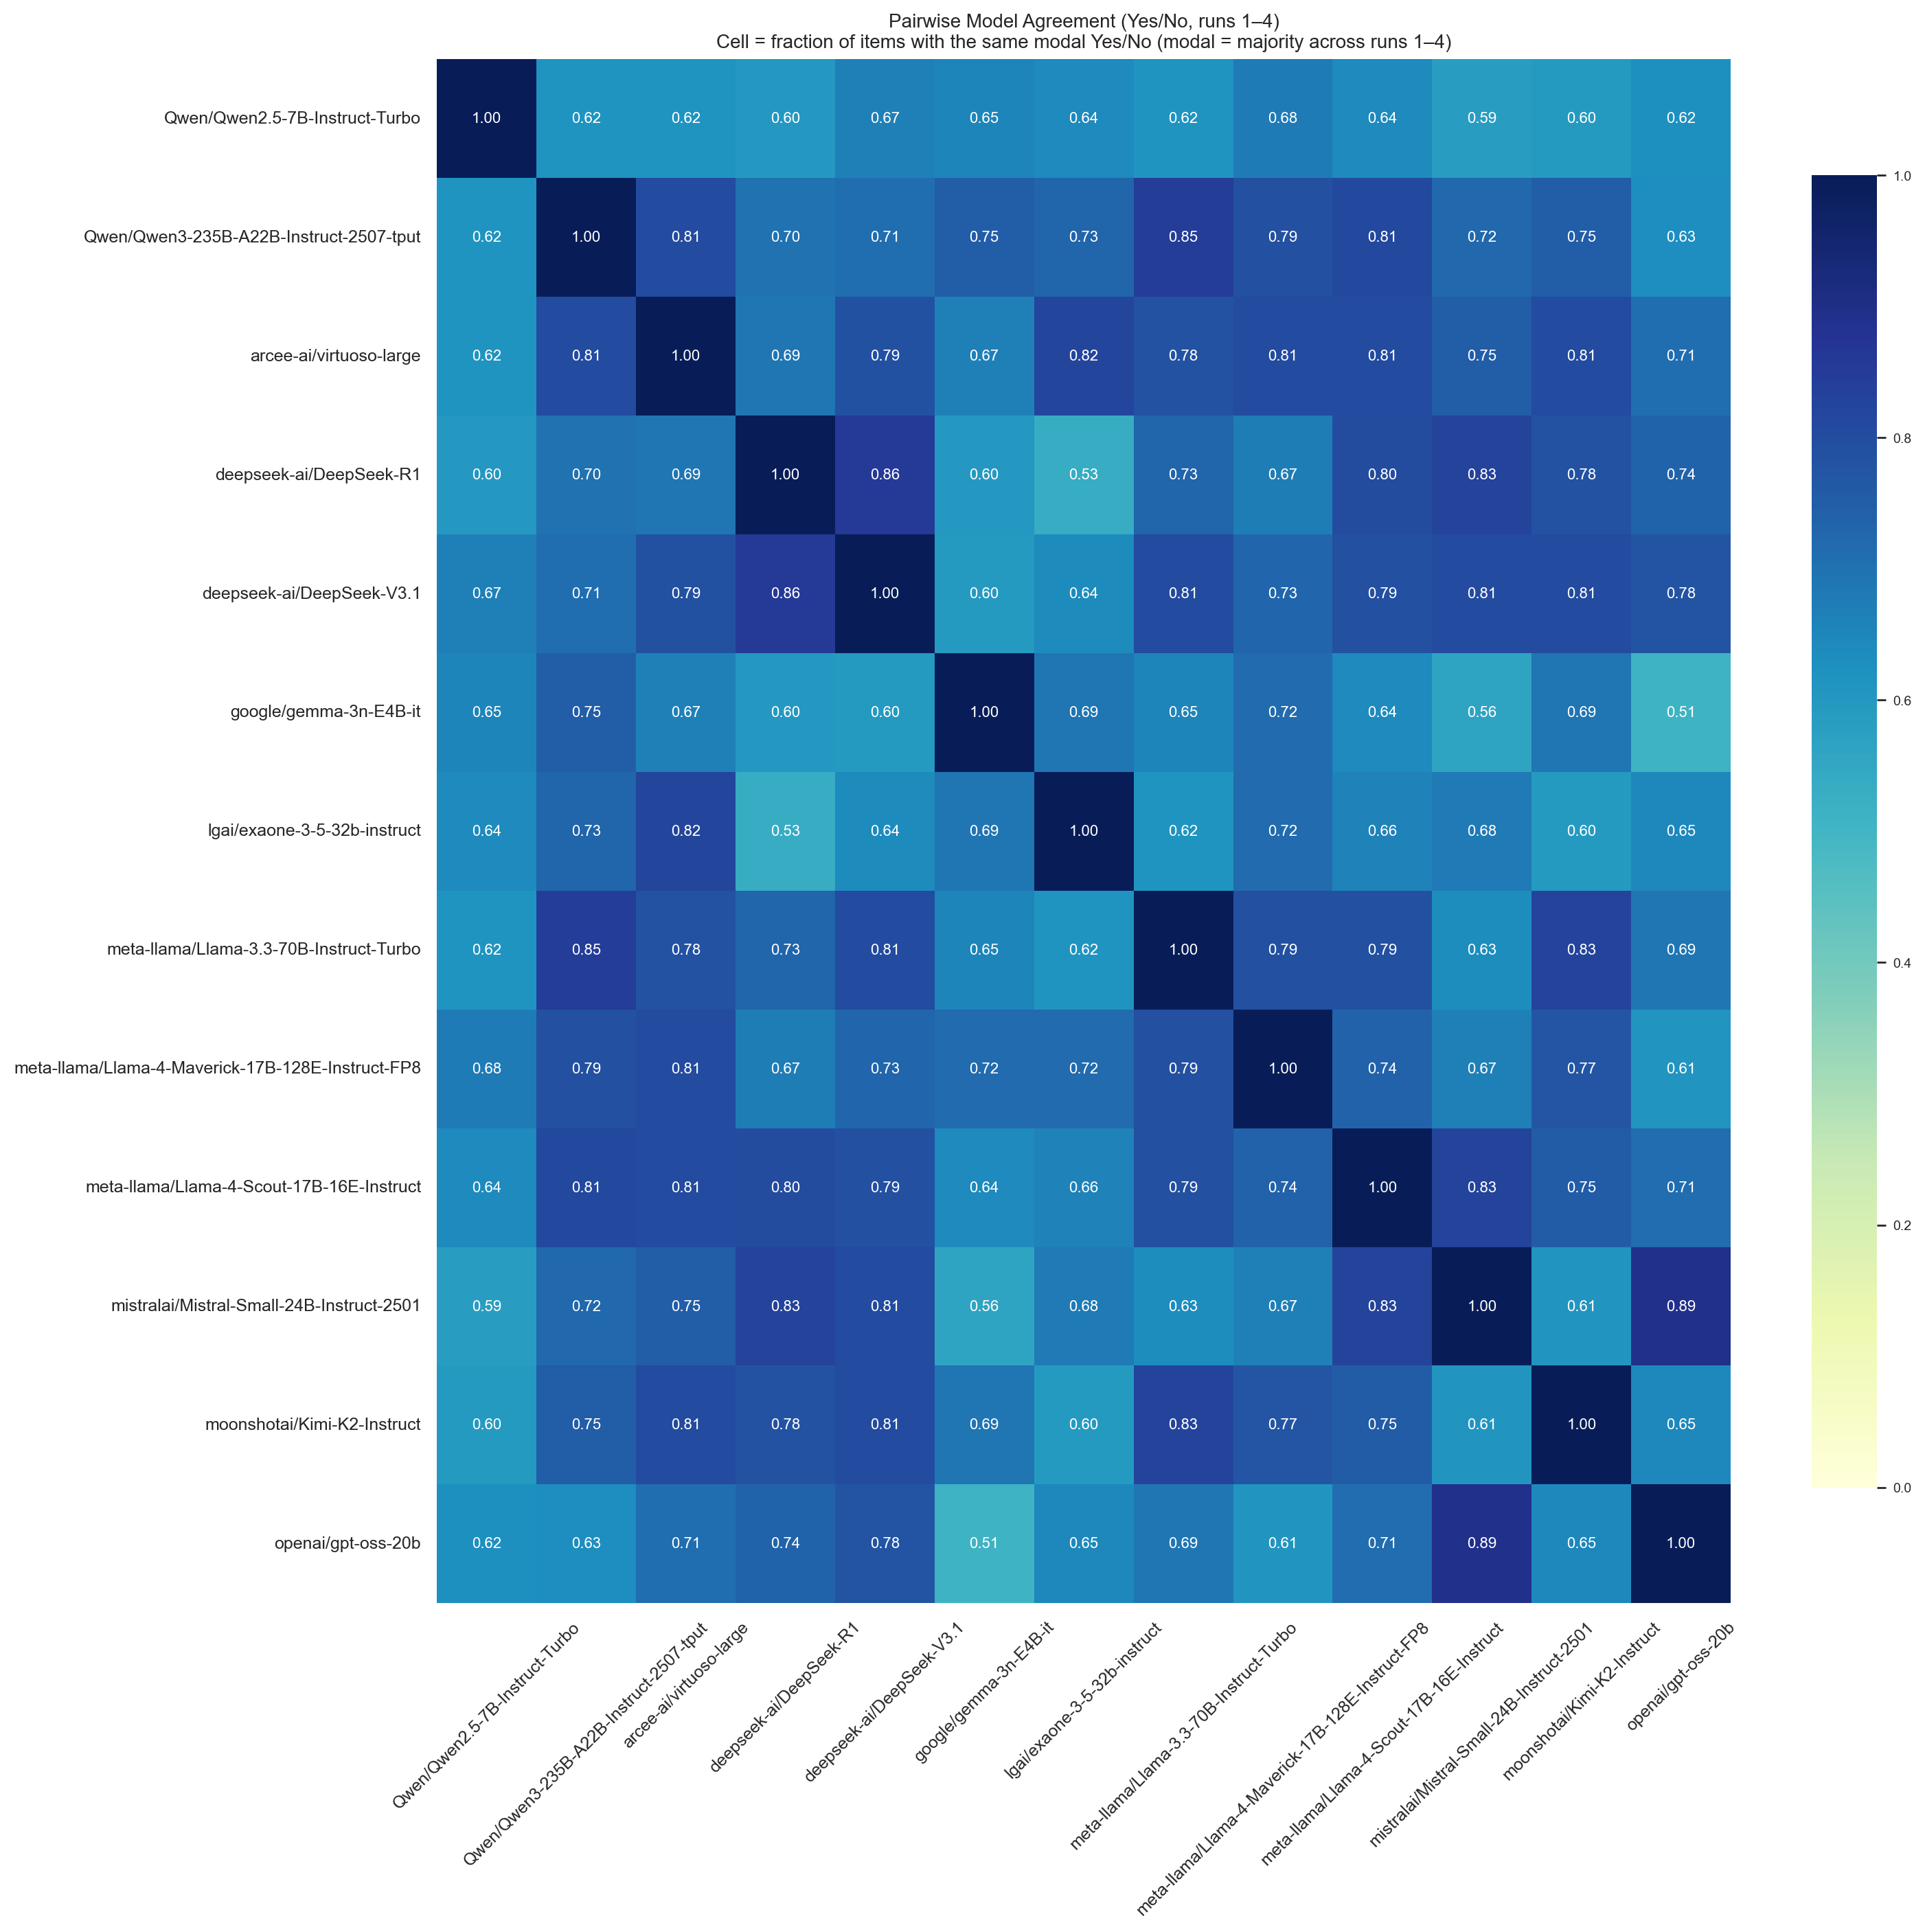 Pairwise Model Agreement (Yes/No, runs 1–4)
Cell = fraction of items with the same modal Yes/No (modal = majority across runs 1–4)
Qwen/Qwen2.5-7B-Instruct-Turbo 1.00 0.62 0.62 0.60 0.67 0.65 0.64 0.62 0.68 0.64 0.59 0.60 0.62
Qwen/Qwen3-235B-A22B-Instruct-2507-tput 0.62 1.00 0.81 0.70 0.71 0.75 0.73 0.85 0.79 0.81 0.72 0.75 0.63
arcee-ai/virtuoso-large 0.62 0.81 1.00 0.69 0.79 0.67 0.82 0.78 0.81 0.81 0.75 0.81 0.71
deepseek-ai/DeepSeek-R1 0.60 0.70 0.69 1.00 0.86 0.60 0.53 0.73 0.67 0.80 0.83 0.78 0.74
deepseek-ai/DeepSeek-V3.1 0.67 0.71 0.79 0.86 1.00 0.60 0.64 0.81 0.73 0.79 0.81 0.81 0.78
google/gemma-3n-E4B-it 0.65 0.75 0.67 0.60 0.60 1.00 0.69 0.65 0.72 0.64 0.56 0.69 0.51
lgai/exaone-3-5-32b-instruct 0.64 0.73 0.82 0.53 0.64 0.69 1.00 0.62 0.72 0.66 0.68 0.60 0.65
meta-llama/Llama-3.3-70B-Instruct-Turbo 0.62 0.85 0.78 0.73 0.81 0.65 0.62 1.00 0.79 0.79 0.63 0.83 0.69
meta-llama/Llama-4-Maverick-17B-128E-Instruct-FP8 0.68 0.79 0.81 0.67 0.73 0.72 0.72 0.79 1.00 0.74 0.67 0.77 0.61
meta-llama/Llama-4-Scout-17B-16E-Instruct 0.64 0.81 0.81 0.80 0.79 0.64 0.66 0.79 0.74 1.00 0.83 0.75 0.71
mistralai/Mistral-Small-24B-Instruct-2501 0.59 0.72 0.75 0.83 0.81 0.56 0.68 0.63 0.67 0.83 1.00 0.61 0.89
moonshotai/Kimi-K2-Instruct 0.60 0.75 0.81 0.78 0.81 0.69 0.60 0.83 0.77 0.75 0.61 1.00 0.65
openai/gpt-oss-20b 0.62 0.63 0.71 0.74 0.78 0.51 0.65 0.69 0.61 0.71 0.89 0.65 1.00
Qwen/Qwen2.5-7B-Instruct-Turbo
Qwen/Qwen3-235B-A22B-Instruct-2507-tput
arcee-ai/virtuoso-large
deepseek-ai/DeepSeek-R1
deepseek-ai/DeepSeek-V3.1
google/gemma-3n-E4B-it
lgai/exaone-3-5-32b-instruct
meta-llama/Llama-3.3-70B-Instruct-Turbo
meta-llama/Llama-4-Maverick-17B-128E-Instruct-FP8
meta-llama/Llama-4-Scout-17B-16E-Instruct
mistralai/Mistral-Small-24B-Instruct-2501
moonshotai/Kimi-K2-Instruct
openai/gpt-oss-20b
1.0
0.8
0.6
0.4
0.2
0.0